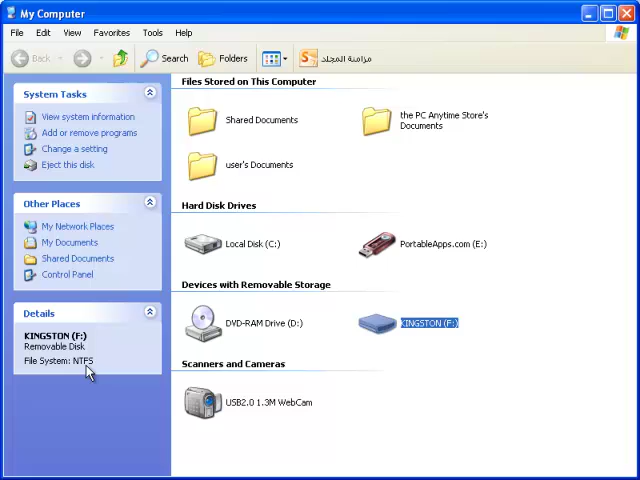 My Computer
File Edit View Favorites Tools Help
Back Search Folders مزامنة المجلد
System Tasks
View system information
Add or remove programs
Change a setting
Eject this disk
Other Places
My Network Places
My Documents
Shared Documents
Control Panel
Details
KINGSTON (F:)
Removable Disk
File System: NTFS
Files Stored on This Computer
Shared Documents
the PC Anytime Store's
Documents
user's Documents
Hard Disk Drives
Local Disk (C:)
PortableApps.com (E:)
Devices with Removable Storage
DVD-RAM Drive (D:)
KINGSTON (F:)
Scanners and Cameras
USB2.0 1.3M WebCam